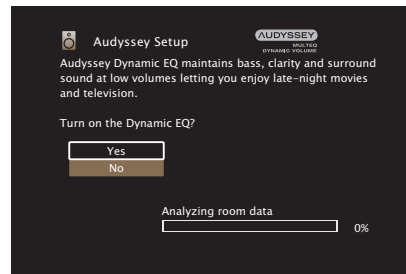 Audyssey Setup
AUDYSSEY
MULTEQ
DYNAMIC VOLUME
Audyssey Dynamic EQ maintains bass, clarity and surround
sound at low volumes letting you enjoy late-night movies
and television.
Turn on the Dynamic EQ?
Yes
No
Analyzing room data
0%